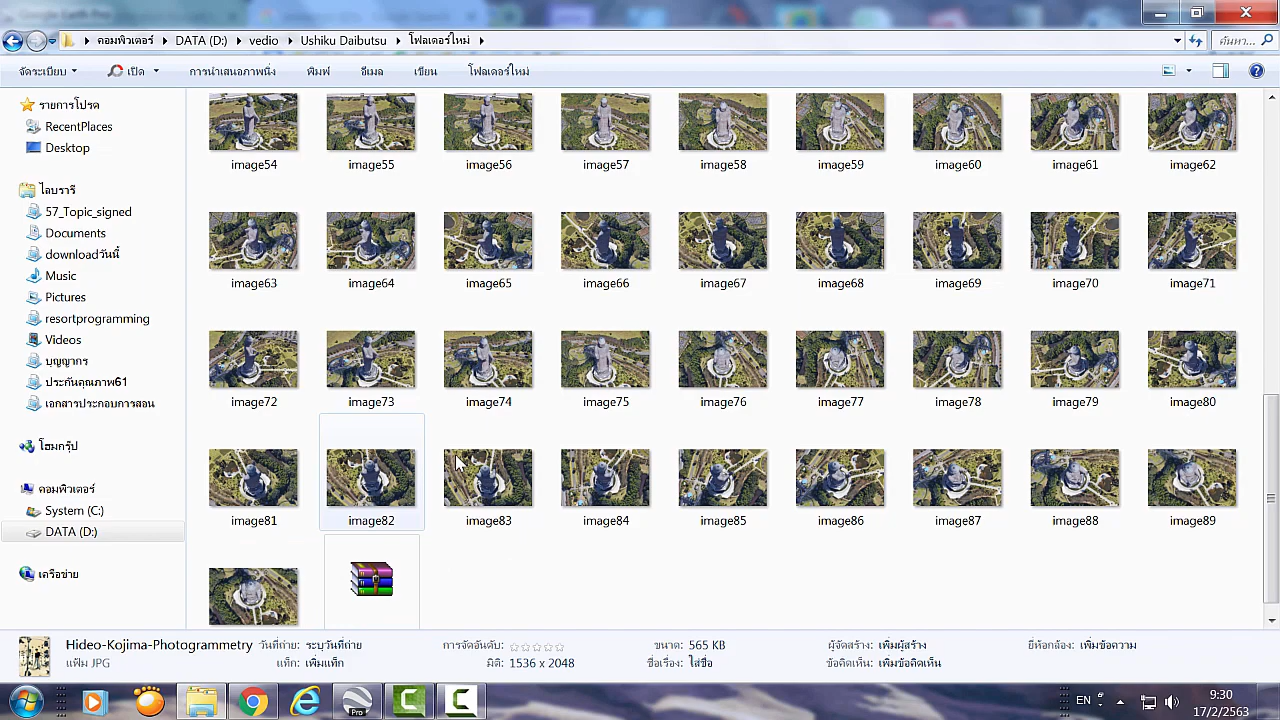 คอมพิวเตอร์ DATA (D:) vedio Ushiku Daibutsu โฟลเดอร์ใหม่
ค้นหา...
จัดระเบียบ เปิด การนำเสนอภาพนิ่ง พิมพ์ อีเมล เขียน โฟลเดอร์ใหม่
รายการโปรด
RecentPlaces
Desktop
ไลบรารี
57_Topic_signed
Documents
downloadวันนี้
Music
Pictures
resortprogramming
Videos
บุญญากร
ประกันคุณภาพ61
เอกสารประกอบการสอน
โฮมกรุ๊ป
คอมพิวเตอร์
System (C:)
DATA (D:)
เครือข่าย
image54 image55 image56 image57 image58 image59 image60 image61 image62
image63 image64 image65 image66 image67 image68 image69 image70 image71
image72 image73 image74 image75 image76 image77 image78 image79 image80
image81 image82 image83 image84 image85 image86 image87 image88 image89
Hideo-Kojima-Photogrammetry วันที่ถ่าย: ระบุวันที่ถ่าย การจัดอันดับ: ขนาด: 565 KB ผู้จัดสร้าง: เพิ่มผู้สร้าง ยี่ห้อกล้อง: เพิ่มข้อความ
แฟ้ม JPG แท็ก: เพิ่มแท็ก มิติ: 1536 x 2048 ชื่อเรื่อง: ใส่ชื่อ ข้อคิดเห็น: เพิ่มข้อคิดเห็น
Pro
EN
9:30
17/2/2563